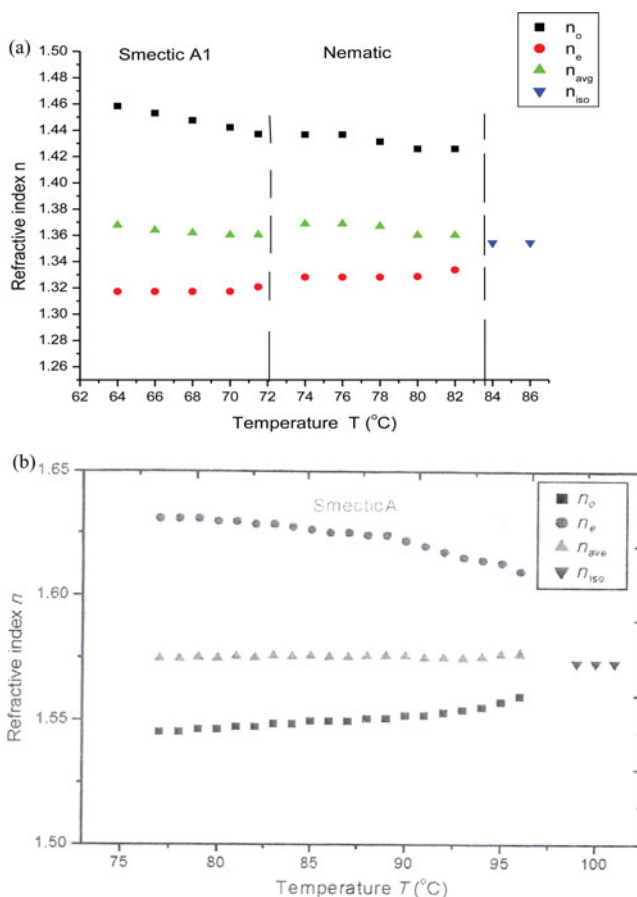 (a)
Smectic A1
Nematic
n_o
n_e
n_avg
n_iso
Refractive index n
1.50
1.48
1.46
1.44
1.42
1.40
1.38
1.36
1.34
1.32
1.30
1.28
1.26
62 64 66 68 70 72 74 76 78 80 82 84 86
Temperature T (°C)
(b)
Smectic A
n_o
n_e
n_ave
n_iso
Refractive index n
1.65
1.60
1.55
1.50
75 80 85 90 95 100
Temperature T (°C)